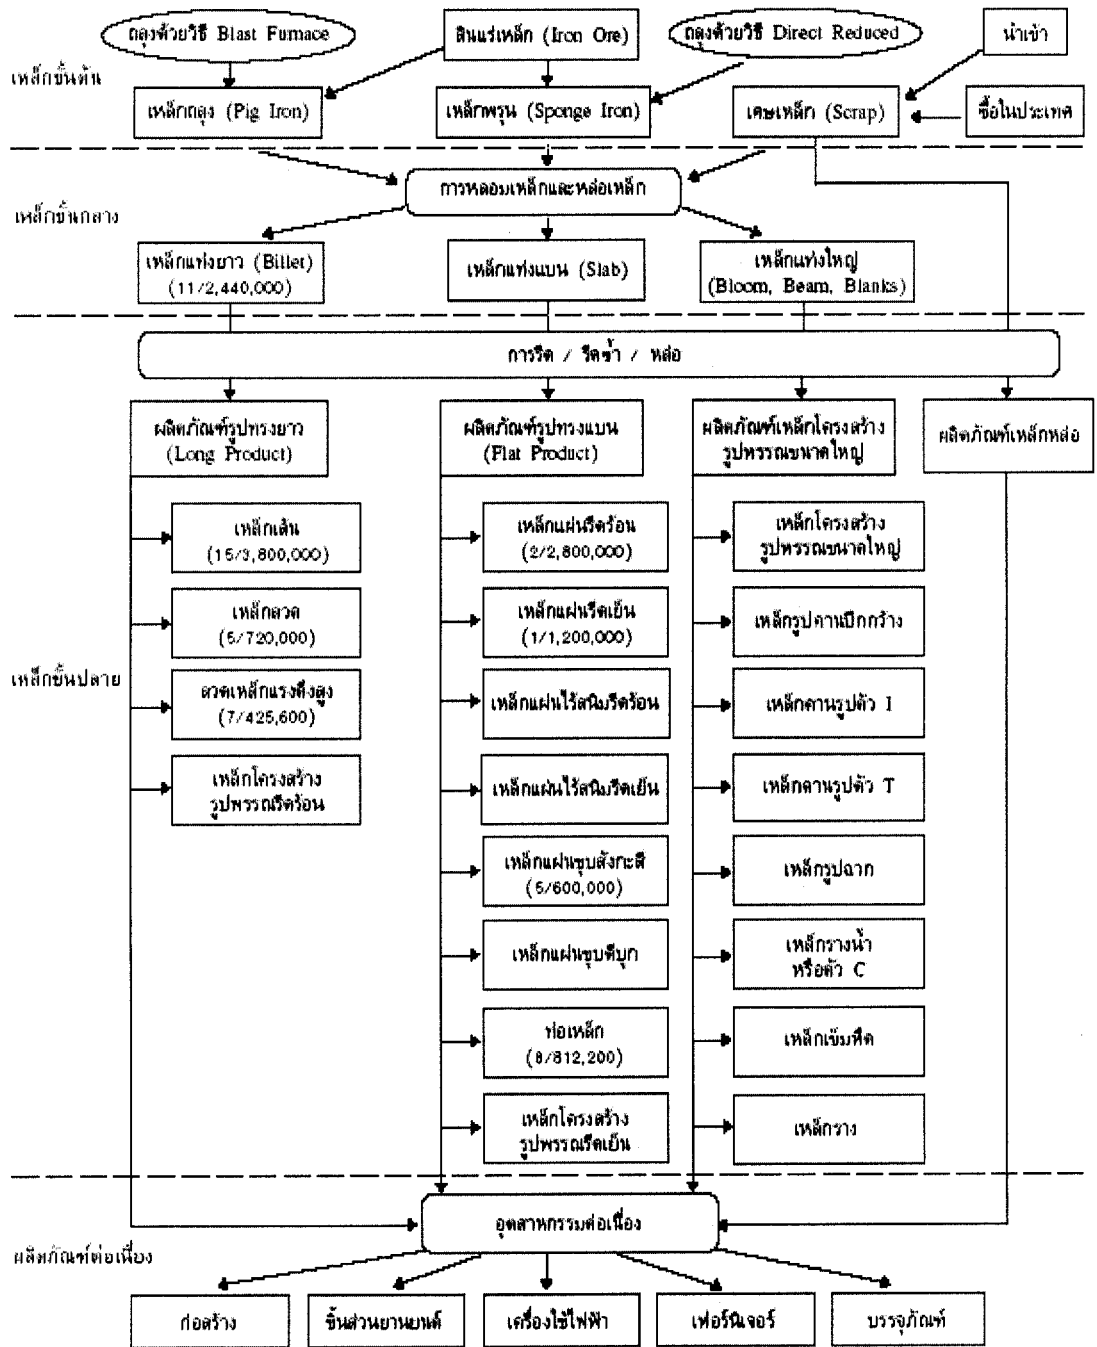 ถลุงด้วยวิธี Blast Furnace
สินแร่เหล็ก (Iron Ore)
ถลุงด้วยวิธี Direct Reduced
นำเข้า
เหล็กขั้นต้น
เหล็กถลุง (Pig Iron)
เหล็กพรุน (Sponge Iron)
เศษเหล็ก (Scrap)
ซื้อในประเทศ
การหลอมเหล็กและหล่อเหล็ก
เหล็กขั้นกลาง
เหล็กแท่งยาว (Billet)
(11/2,440,000)
เหล็กแท่งแบน (Slab)
เหล็กแท่งใหญ่
(Bloom, Beam, Blanks)
การรีด / รีดซ้ำ / หล่อ
ผลิตภัณฑ์รูปทรงยาว
(Long Product)
ผลิตภัณฑ์รูปทรงแบน
(Flat Product)
ผลิตภัณฑ์เหล็กโครงสร้าง
รูปพรรณขนาดใหญ่
ผลิตภัณฑ์เหล็กหล่อ
เหล็กขั้นปลาย
เหล็กเส้น
(15/3,800,000)
เหล็กลวด
(5/720,000)
ลวดเหล็กแรงดึงสูง
(7/425,600)
เหล็กโครงสร้าง
รูปพรรณรีดร้อน
เหล็กแผ่นรีดร้อน
(2/2,800,000)
เหล็กแผ่นรีดเย็น
(1/1,200,000)
เหล็กแผ่นไร้สนิมรีดร้อน
เหล็กแผ่นไร้สนิมรีดเย็น
เหล็กแผ่นชุบสังกะสี
(5/600,000)
เหล็กแผ่นชุบดีบุก
ท่อเหล็ก
(8/812,200)
เหล็กโครงสร้าง
รูปพรรณรีดเย็น
เหล็กโครงสร้าง
รูปพรรณขนาดใหญ่
เหล็กรูปคานปีกกว้าง
เหล็กคานรูปตัว I
เหล็กคานรูปตัว T
เหล็กรูปฉาก
เหล็กรางน้ำ
หรือตัว C
เหล็กเข็มพืด
เหล็กราง
อุตสาหกรรมต่อเนื่อง
ผลิตภัณฑ์ต่อเนื่อง
ก่อสร้าง
ชิ้นส่วนยานยนต์
เครื่องใช้ไฟฟ้า
เฟอร์นิเจอร์
บรรจุภัณฑ์